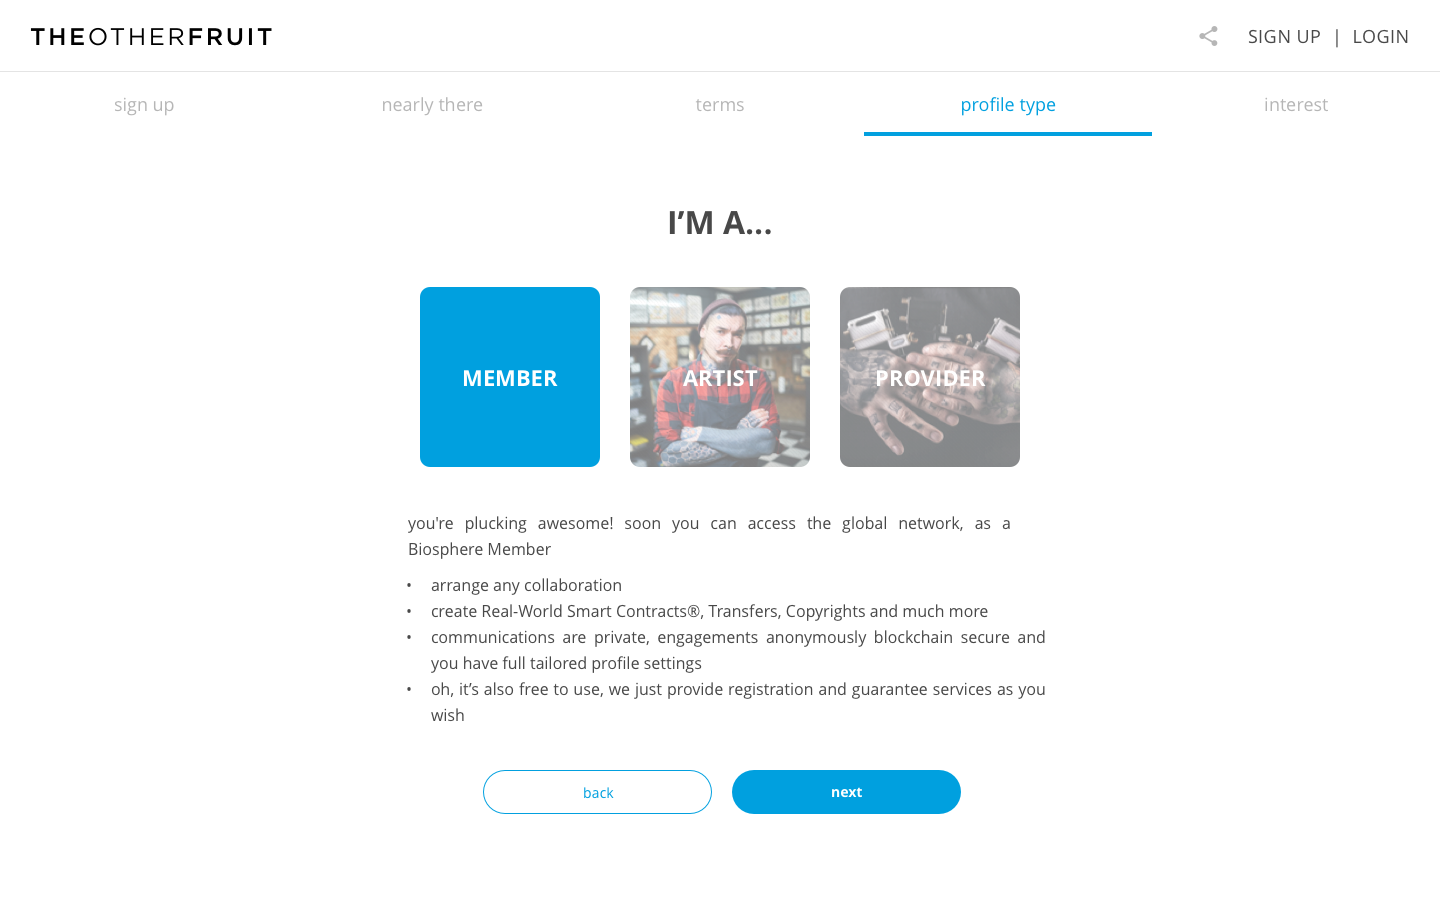 THEOTHERFRUIT
SIGN UP | LOGIN
sign up
nearly there
terms
profile type
interest
I’M A...
MEMBER
ARTIST
PROVIDER
you're plucking awesome! soon you can access the global network, as a
Biosphere Member
• arrange any collaboration
• create Real-World Smart Contracts®, Transfers, Copyrights and much more
• communications are private, engagements anonymously blockchain secure and
you have full tailored profile settings
• oh, it’s also free to use, we just provide registration and guarantee services as you
wish
back
next